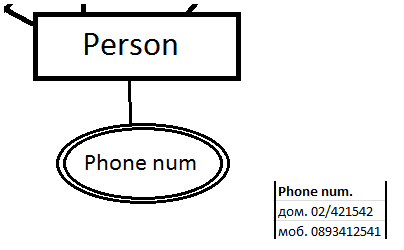 Person
Phone num
Phone num.
дом. 02/421542
моб. 0893412541